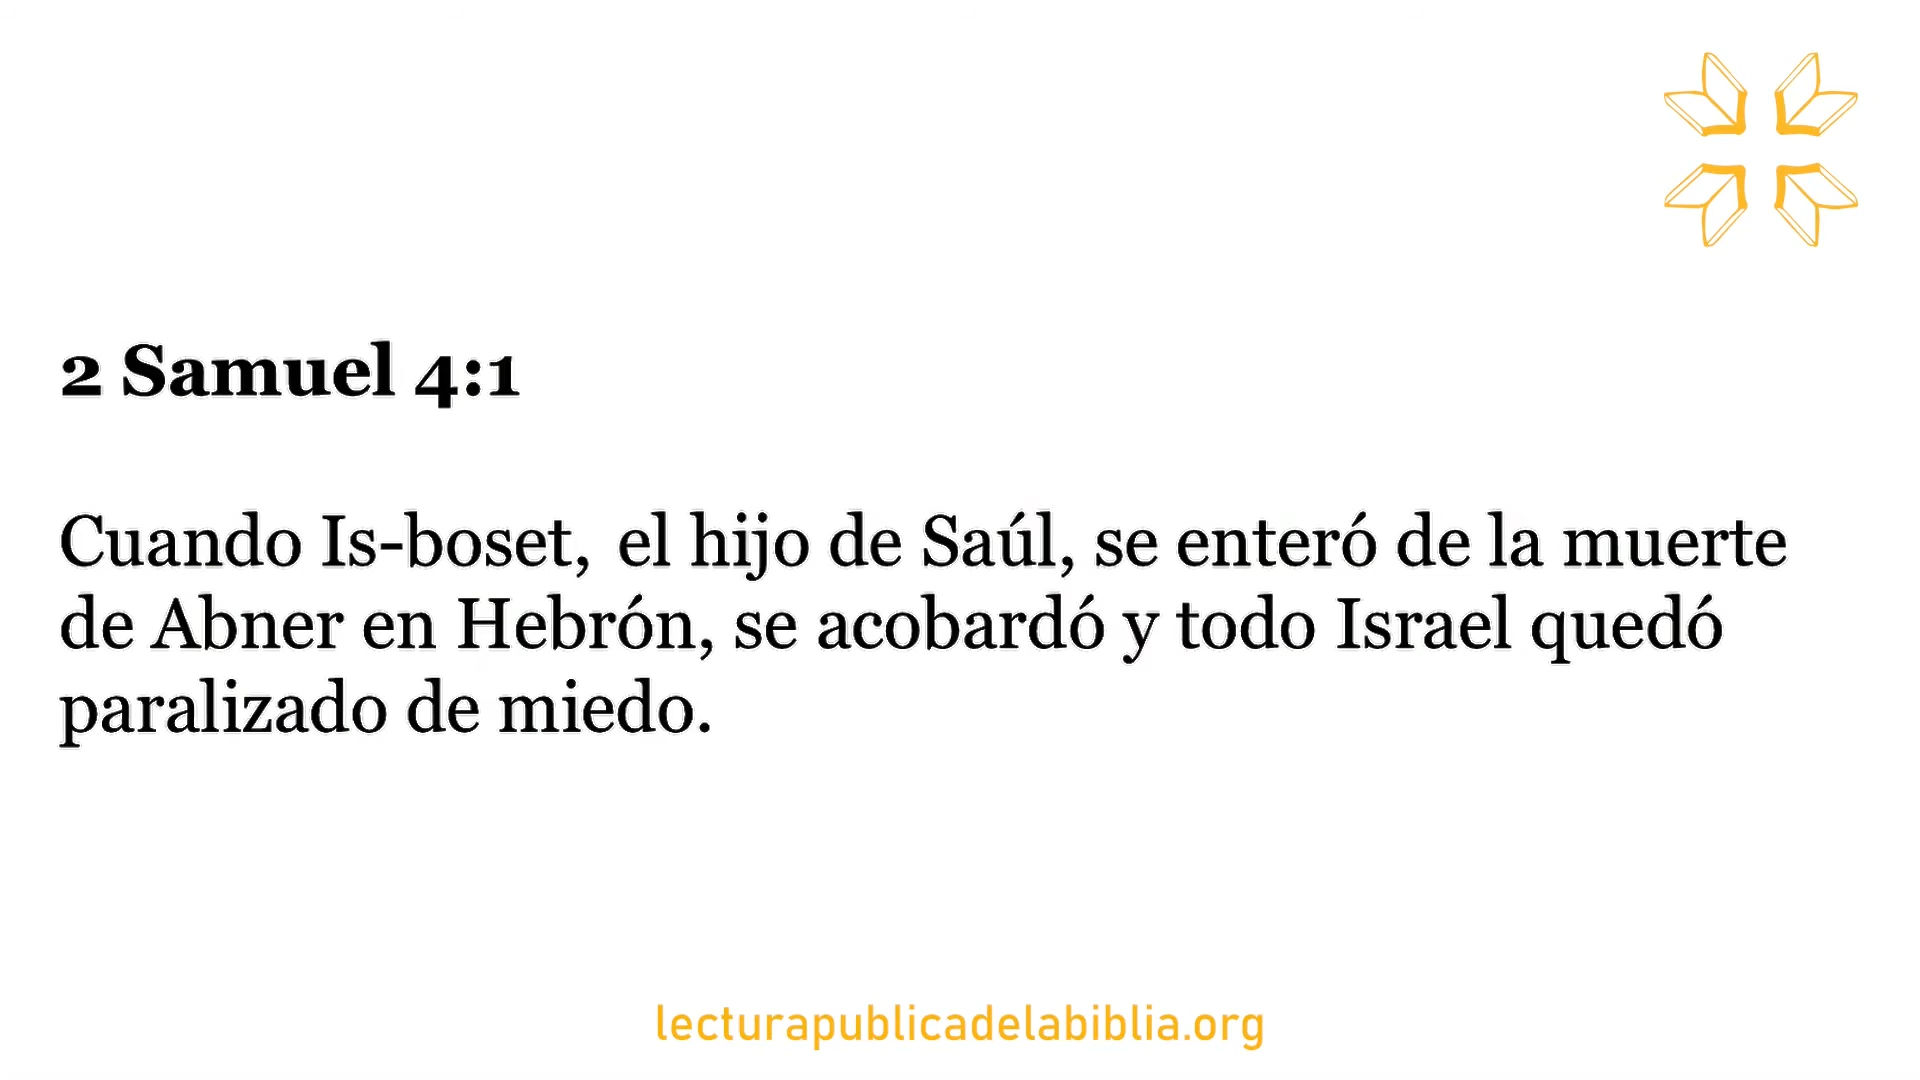 2 Samuel 4:1
Cuando Is-boset, el hijo de Saúl, se enteró de la muerte
de Abner en Hebrón, se acobardó y todo Israel quedó
paralizado de miedo.
lecturapublicadelabiblia.org